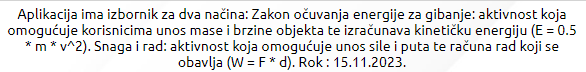 Aplikacija ima izbornik za dva načina: Zakon očuvanja energije za gibanje: aktivnost koja
omogućuje korisnicima unos mase i brzine objekta te izračunava kinetičku energiju (E = 0.5
* m * v^2). Snaga i rad: aktivnost koja omogućuje unos sile i puta te računa rad koji se
obavlja (W = F * d). Rok : 15.11.2023.